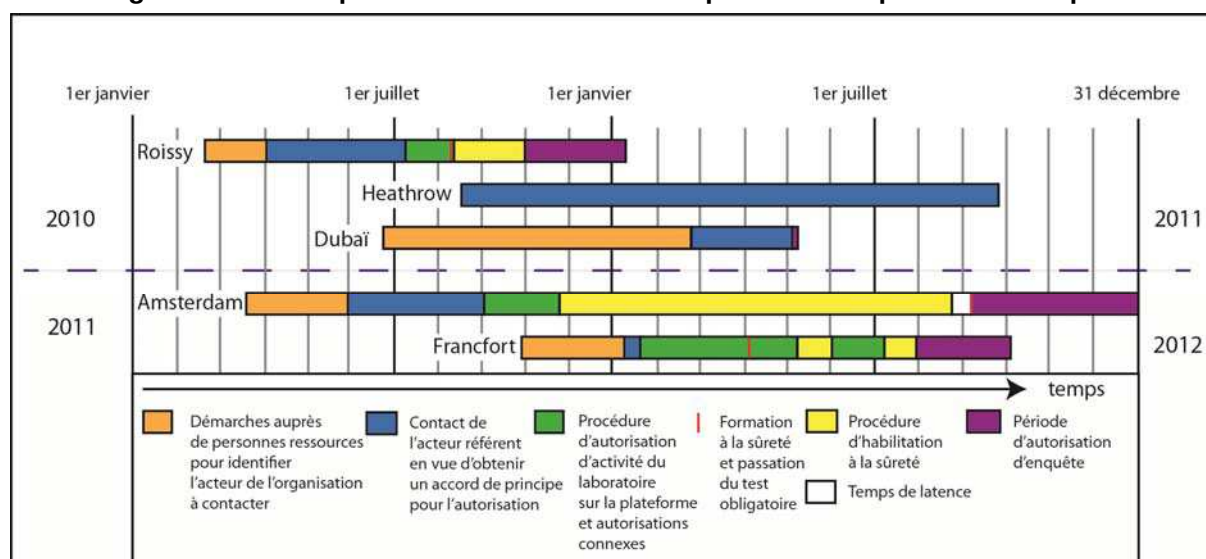 1er janvier 1er juillet 1er janvier 1er juillet 31 décembre
Roissy
Heathrow
2010 2011
Dubaï
Amsterdam
2011
Francfort 2012
temps
Démarches auprès
de personnes ressources
pour identifier
l'acteur de l'organisation
à contacter
Contact de
l'acteur référent
en vue d'obtenir
un accord de principe
pour l'autorisation
Procédure
d'autorisation
d'activité du
laboratoire
sur la plateforme
et autorisations
connexes
Formation
à la sûreté
et passation
du test
obligatoire
Procédure
d'habilitation
à la sûreté
Temps de latence
Période
d'autorisation
d'enquête